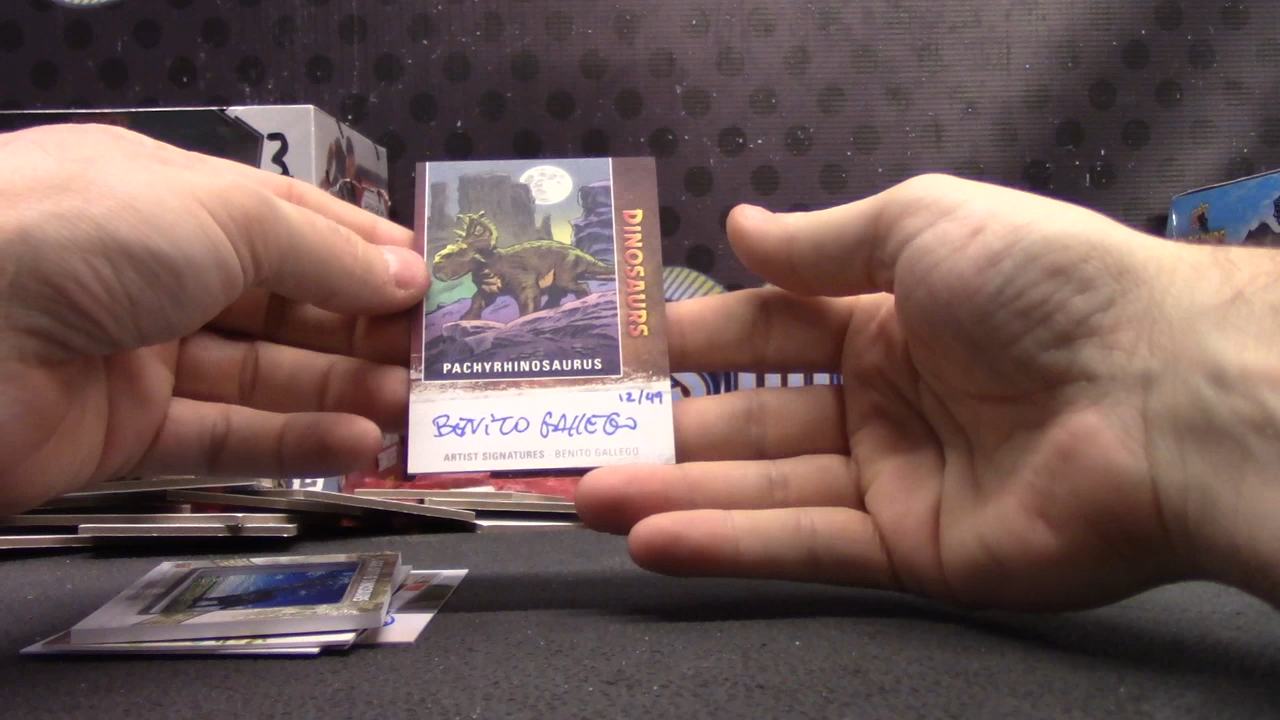 3
DINOSAURS
PACHYRHINOSAURUS
12/49
BENITO GALLEGO
ARTIST SIGNATURES - BENITO GALLEGO